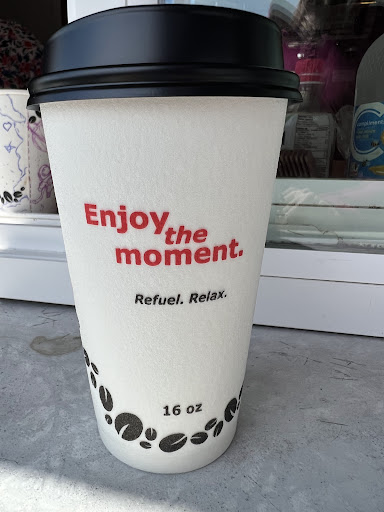 Enjoy
the
moment.
Refuel. Relax.
16 oz